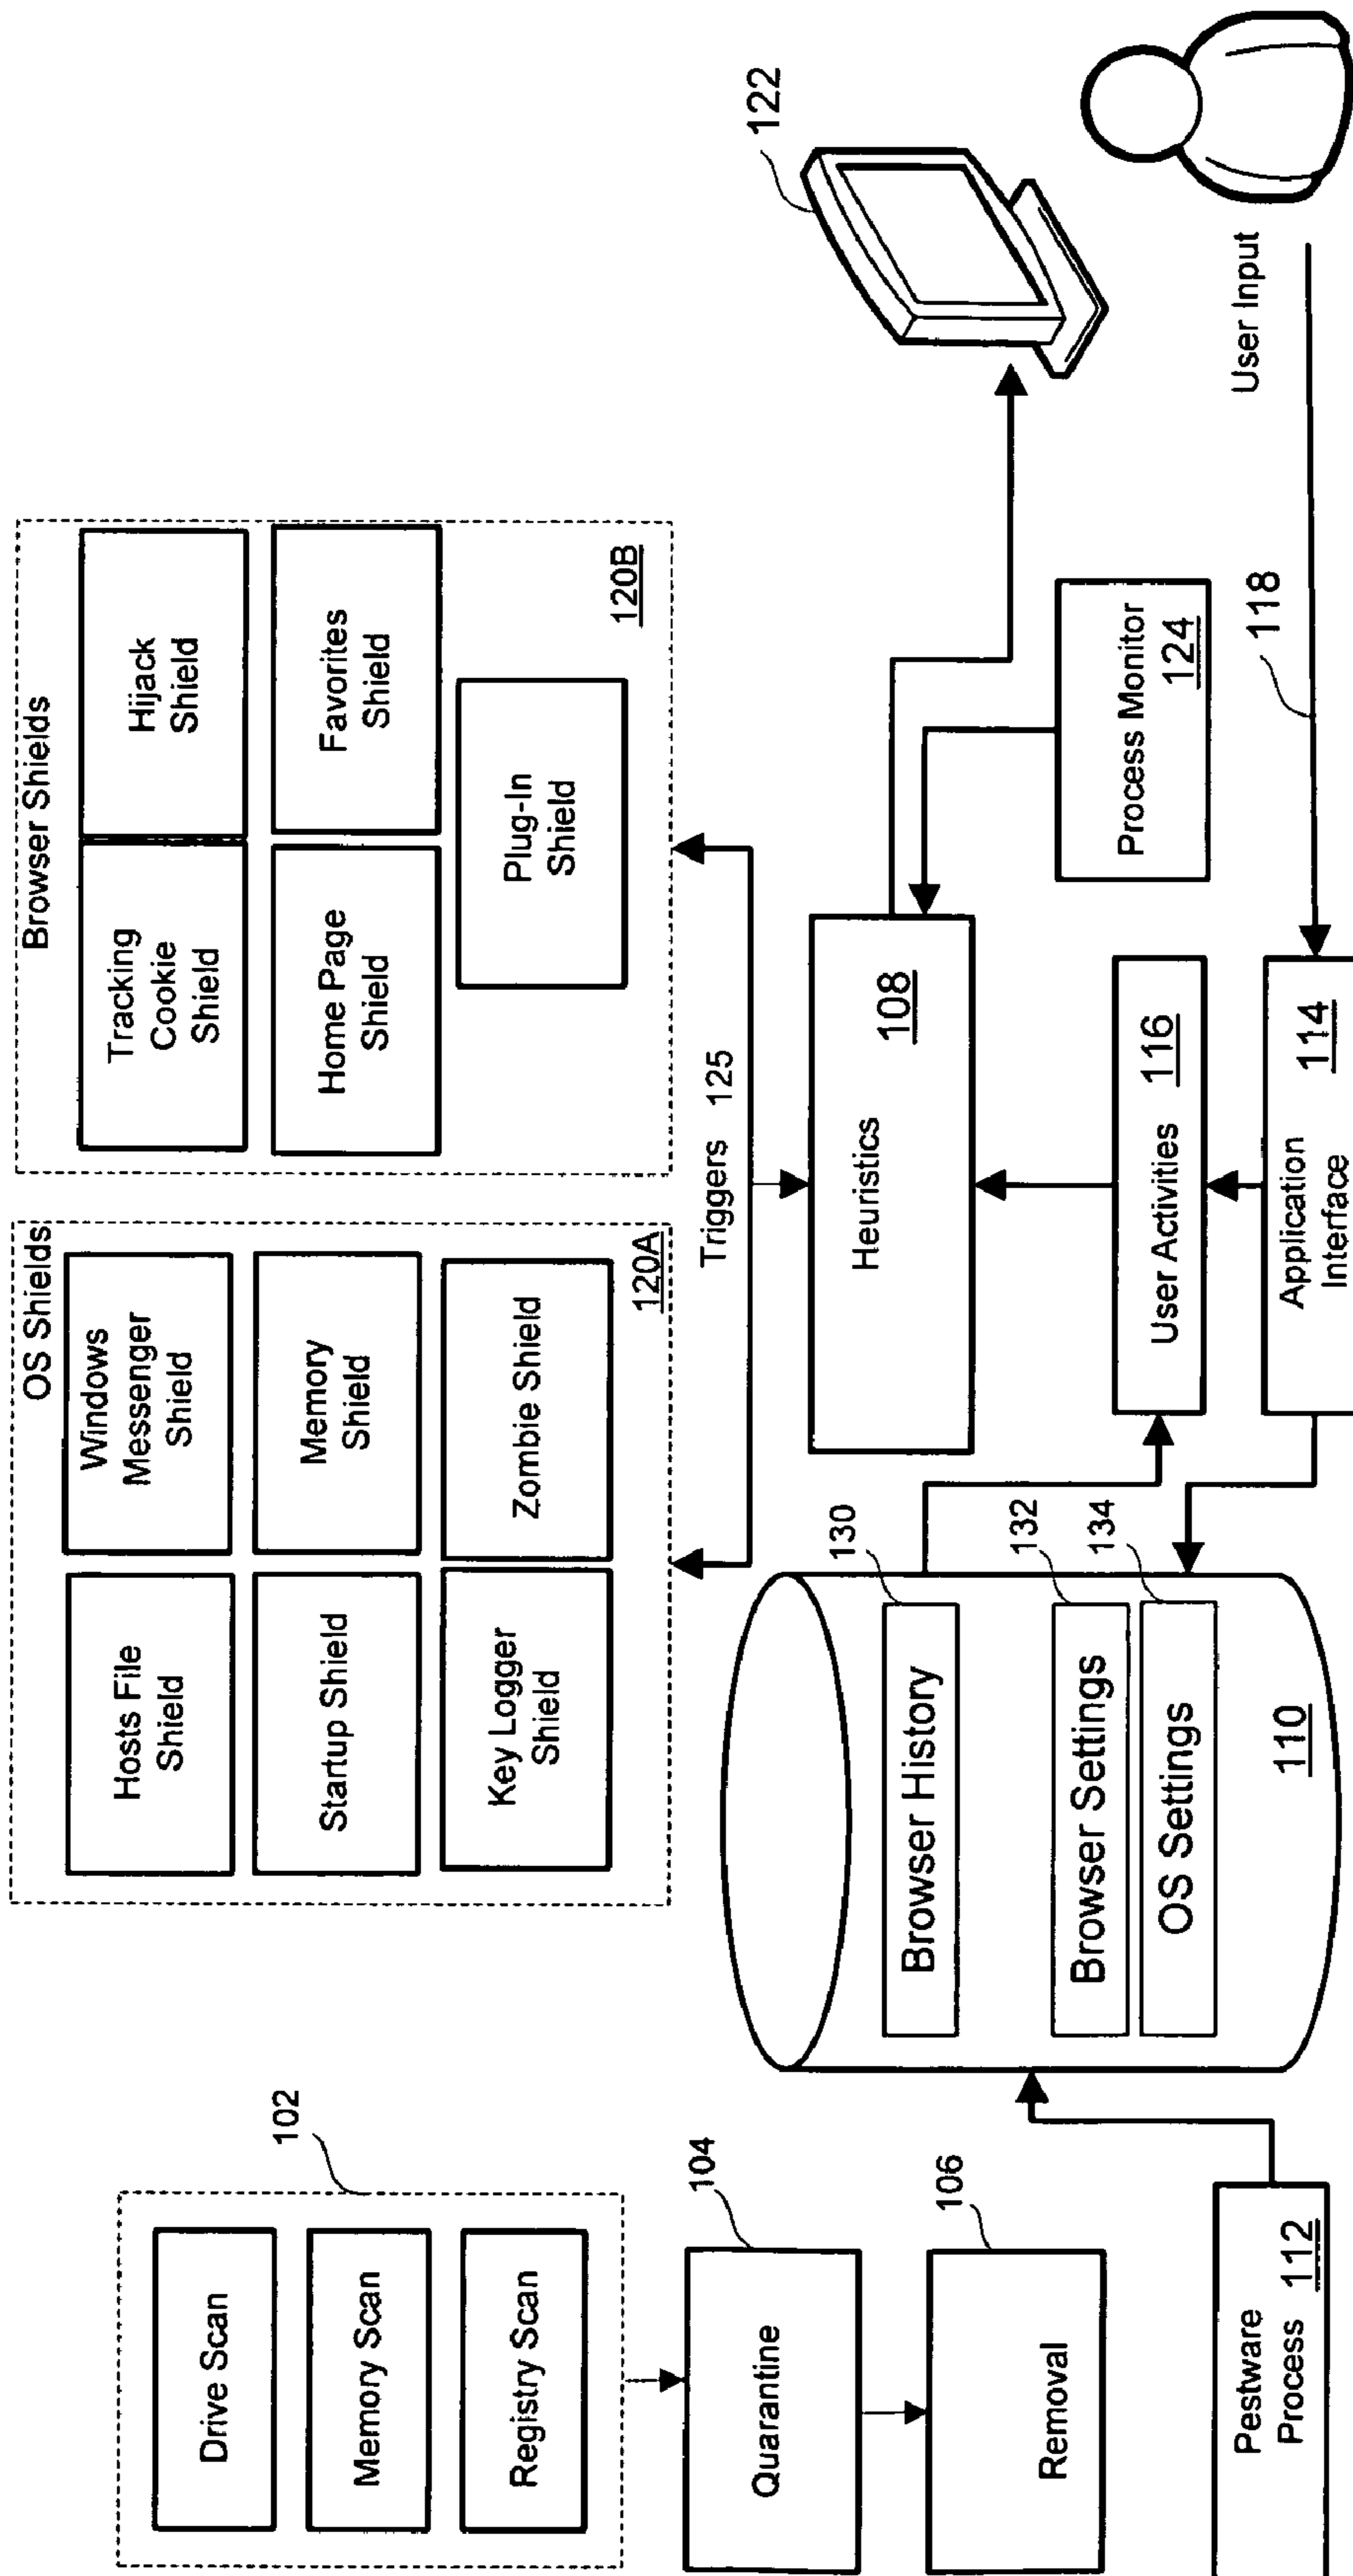 102
Drive Scan
Memory Scan
Registry Scan
104
Quarantine
106
Removal
Pestware
Process
112
OS Shields
Hosts File
Shield
Windows
Messenger
Shield
Startup Shield
Memory
Shield
Key Logger
Shield
Zombie Shield
120A
Browser Shields
Tracking
Cookie
Shield
Hijack
Shield
Home Page
Shield
Favorites
Shield
Plug-In
Shield
120B
Triggers 125
Heuristics
108
122
130
Browser History
132
Browser Settings
134
OS Settings
110
User Activities
116
Process Monitor
124
118
User Input
Application
Interface
114